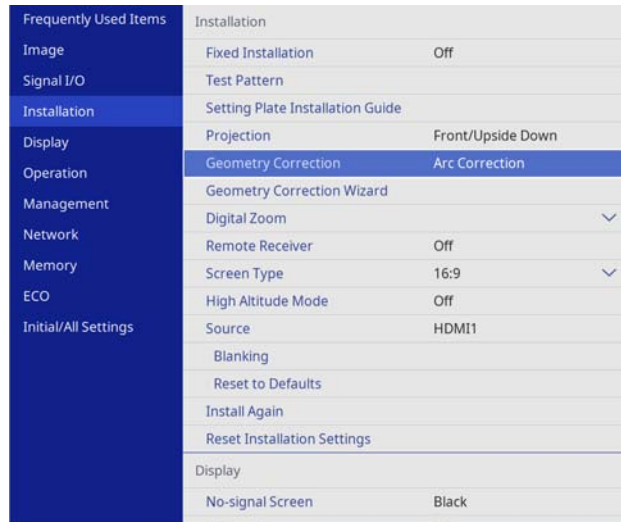 Frequently Used Items
Image
Signal I/O
Installation
Display
Operation
Management
Network
Memory
ECO
Initial/All Settings
Installation
Fixed Installation Off
Test Pattern
Setting Plate Installation Guide
Projection Front/Upside Down
Geometry Correction Arc Correction
Geometry Correction Wizard
Digital Zoom
Remote Receiver Off
Screen Type 16:9
High Altitude Mode Off
Source HDMI1
Blanking
Reset to Defaults
Install Again
Reset Installation Settings
Display
No-signal Screen Black